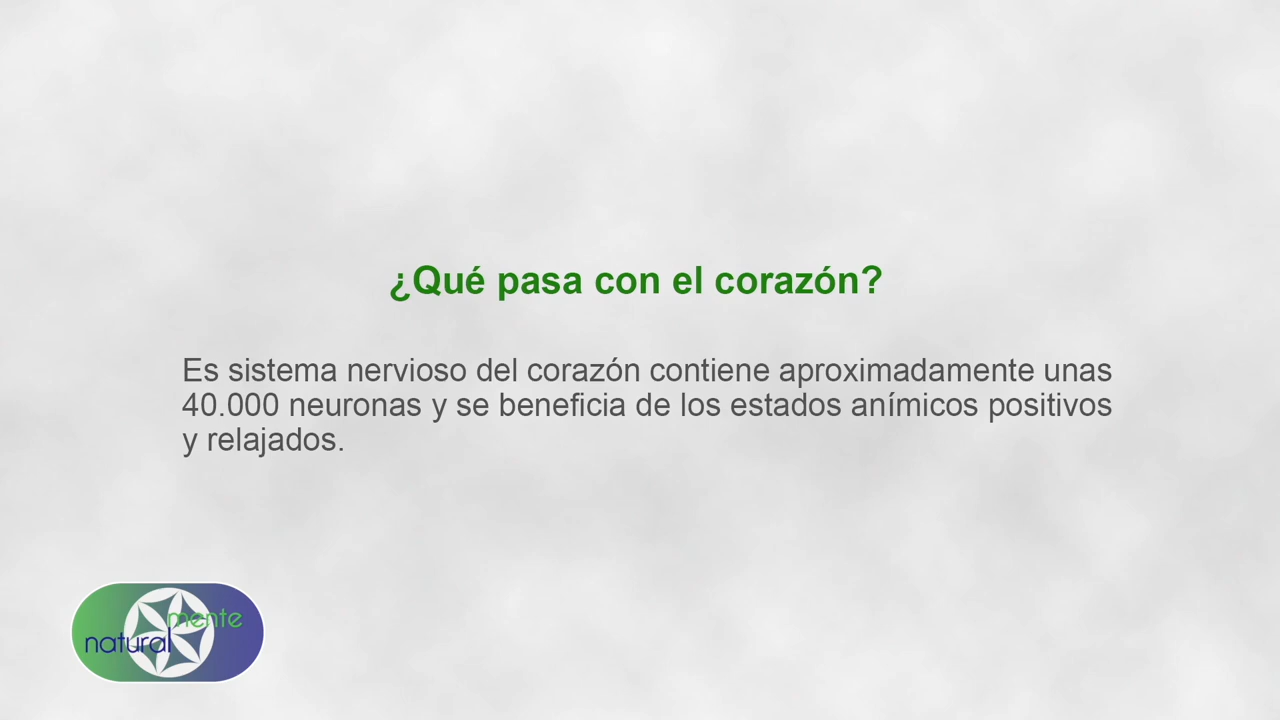 ¿Qué pasa con el corazón?
Es sistema nervioso del corazón contiene aproximadamente unas
40.000 neuronas y se beneficia de los estados anímicos positivos
y relajados.
mente
natural